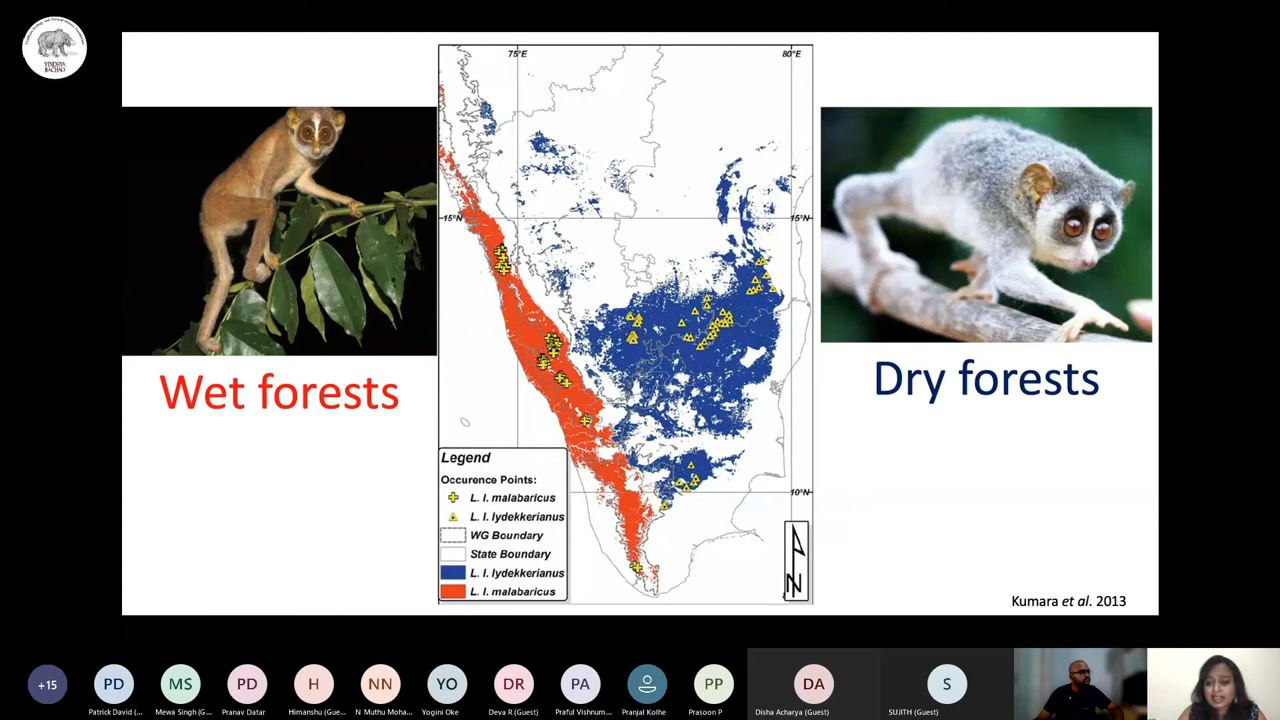 VINDHYA
BACHAO
75°E
80°E
15°N
15°N
10°N
Wet forests
Dry forests
Legend
Occurence Points:
L. l. malabaricus
L. l. lydekkerianus
WG Boundary
State Boundary
L. l. lydekkerianus
L. l. malabaricus
N
Kumara et al. 2013
+15
PD
MS
PD
H
NN
YO
DR
PA
PP
DA
S
Patrick David (...
Mewa Singh (G...
Pranav Datar
Himanshu (Gue...
N Muthu Moha...
Yogini Oke
Deva R (Guest)
Praful Vishnum...
Pranjal Kolhe
Prasoon P
Disha Acharya (Guest)
SUJITH (Guest)